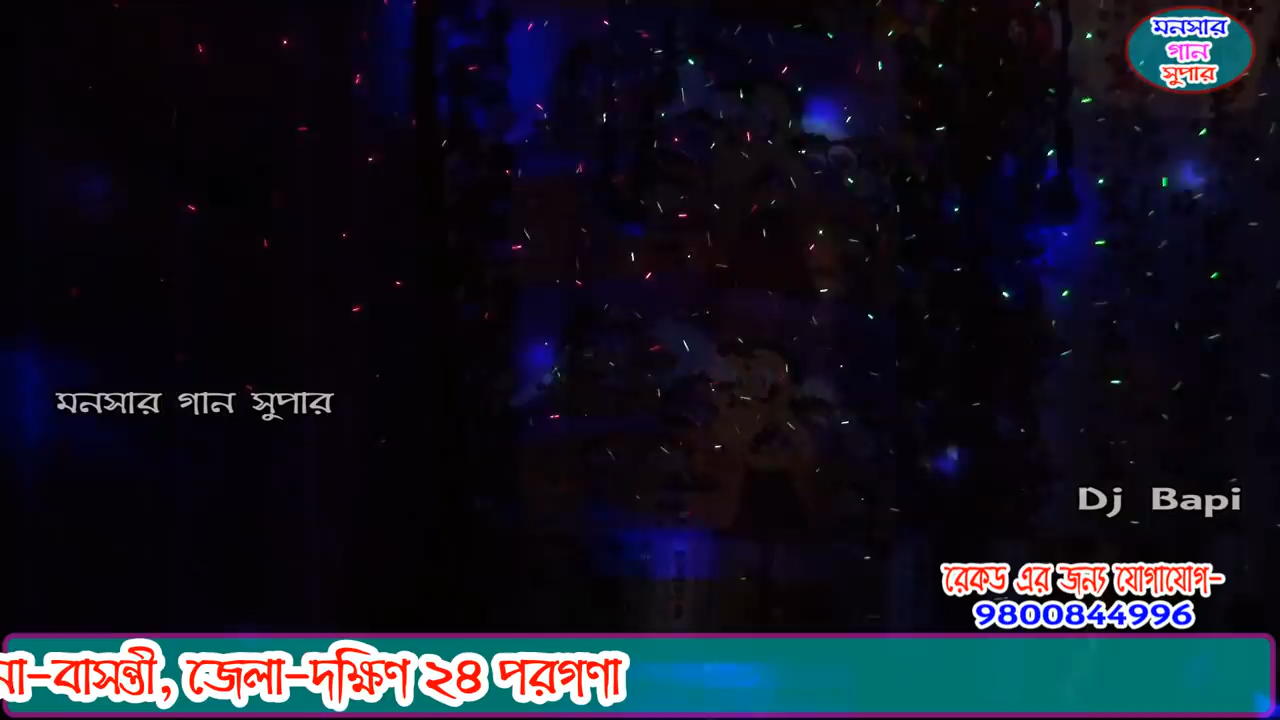 মনসার
গান
সুপার
মনসার গান সুপার
Dj Bapi
রেকড এর জন্য যোগাযোগ-
9800844996
না-বাসন্তী, জেলা-দক্ষিণ ২৪ পরগণা